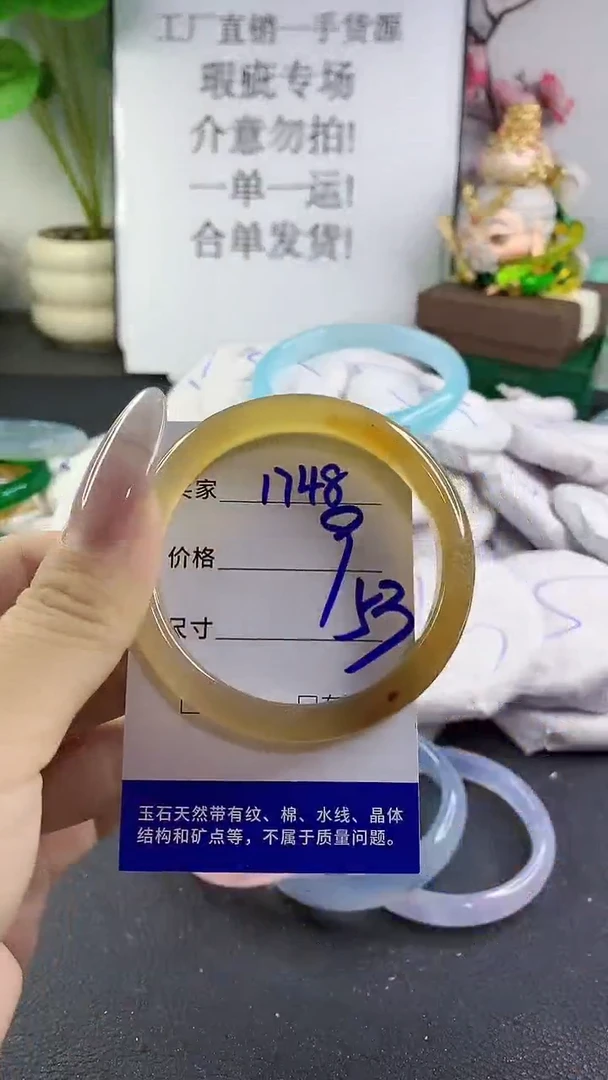 工厂直销一手货源
瑕疵专场
介意勿拍!
一单一运!
合单发货!
卖家 1748
价格 9
尺寸 53
玉石天然带有纹、棉、水线、晶体
结构和矿点等，不属于质量问题。